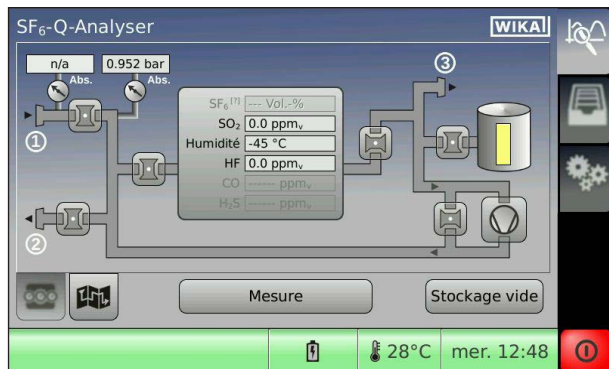 SF₆-Q-Analyser
WIKA
n/a
0.952 bar
Abs.
Abs.
①
②
③
SF₆ [?] --- Vol.-%
SO₂ 0.0 ppmᵥ
Humidité -45 °C
HF 0.0 ppmᵥ
CO ------ ppmᵥ
H₂S ------ ppmᵥ
Mesure
Stockage vide
28°C
mer. 12:48